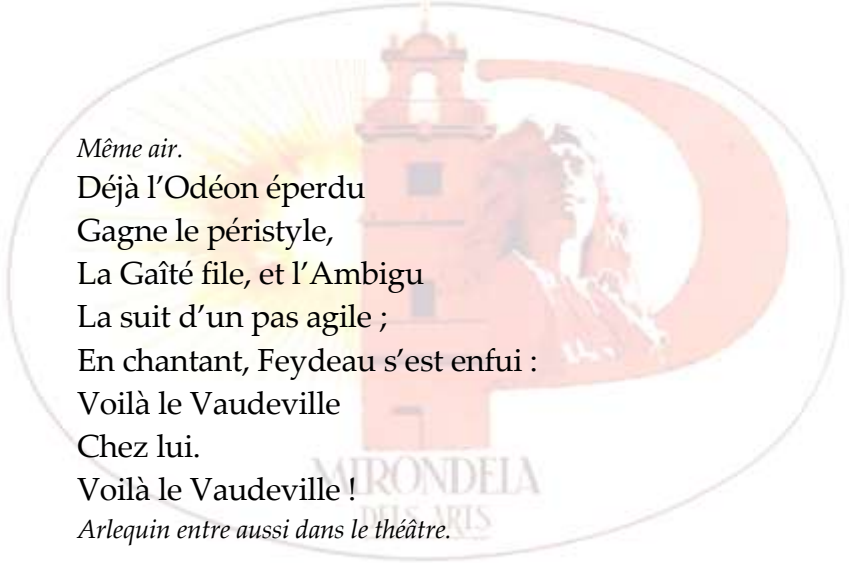 Même air.
Déjà l’Odéon éperdu
Gagne le péristyle,
La Gaîté file, et l’Ambigu
La suit d’un pas agile ;
En chantant, Feydeau s’est enfui :
Voilà le Vaudeville
Chez lui.
Voilà le Vaudeville !
MIRONDELA
DELS ARTS
Arlequin entre aussi dans le théâtre.